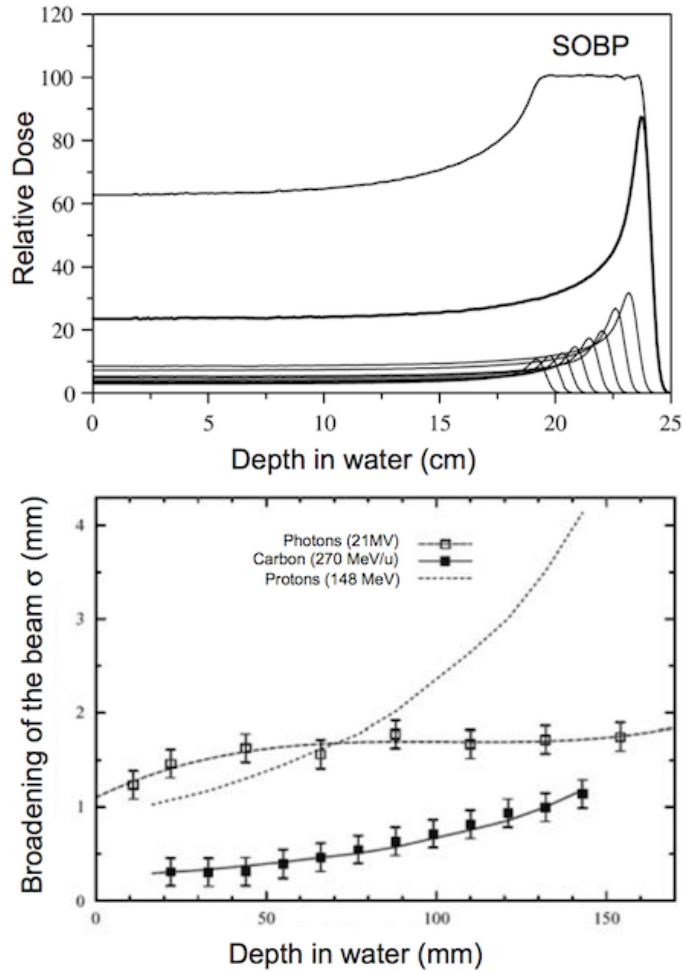 SOBP
120
100
80
60
40
20
0
Relative Dose
0 5 10 15 20 25
Depth in water (cm)
4
3
2
1
0
Broadening of the beam σ (mm)
Photons (21MV)
Carbon (270 MeV/u)
Protons (148 MeV)
0 50 100 150
Depth in water (mm)